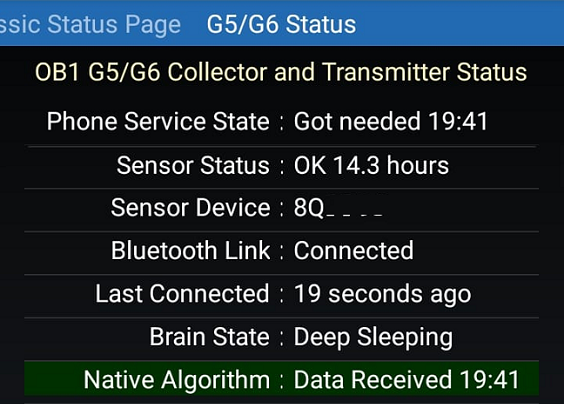 ssic Status Page G5/G6 Status
OB1 G5/G6 Collector and Transmitter Status
Phone Service State : Got needed 19:41
Sensor Status : OK 14.3 hours
Sensor Device : 8Q
Bluetooth Link : Connected
Last Connected : 19 seconds ago
Brain State : Deep Sleeping
Native Algorithm : Data Received 19:41